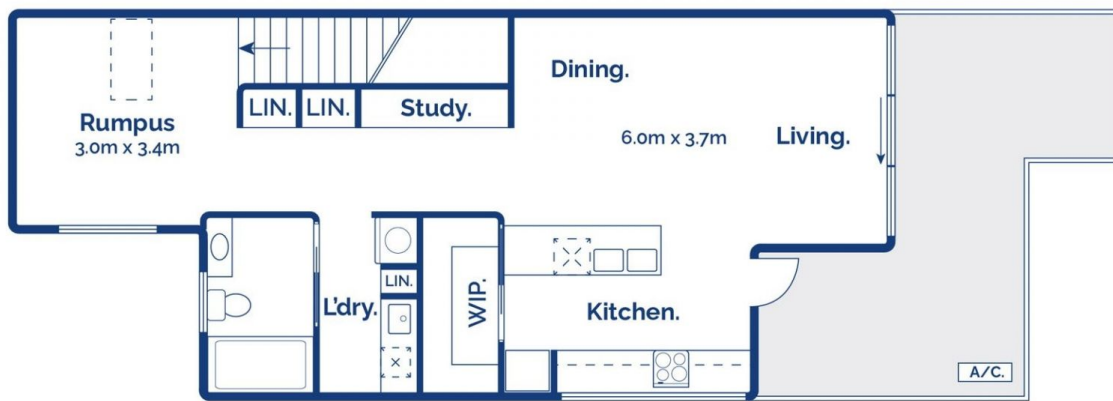 Dining.
LIN.
LIN.
Study.
Rumpus
3.0m x 3.4m
6.0m x 3.7m
Living.
LIN.
L'dry.
WIP.
Kitchen.
A/C.